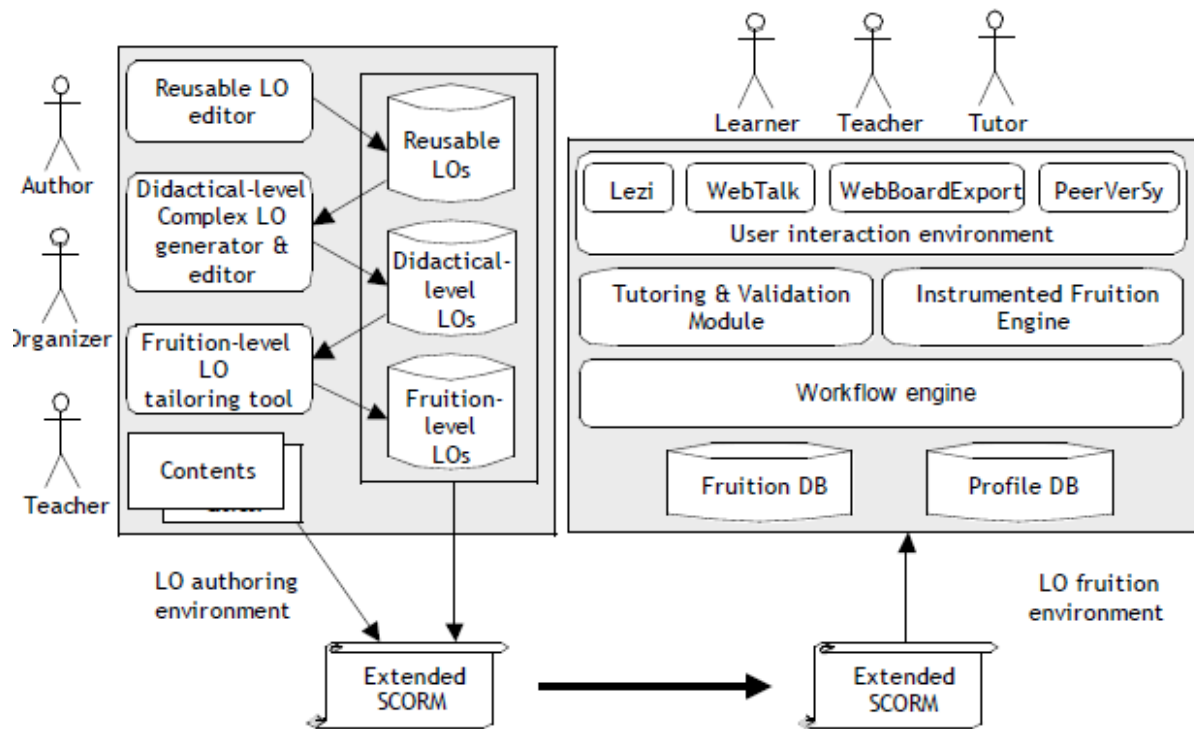 Learner
Teacher
Tutor
Author
Organizer
Teacher
Reusable LO
editor
Didactical-level
Complex LO
generator &
editor
Fruition-level
LO
tailoring tool
Contents
Reusable
LOs
Didactical-
level
LOs
Fruition-
level
LOs
LO authoring
environment
Extended
SCORM
Lezi
WebTalk
WebBoardExport
PeerVerSy
User interaction environment
Tutoring & Validation
Module
Instrumented Fruition
Engine
Workflow engine
Fruition DB
Profile DB
LO fruition
environment
Extended
SCORM